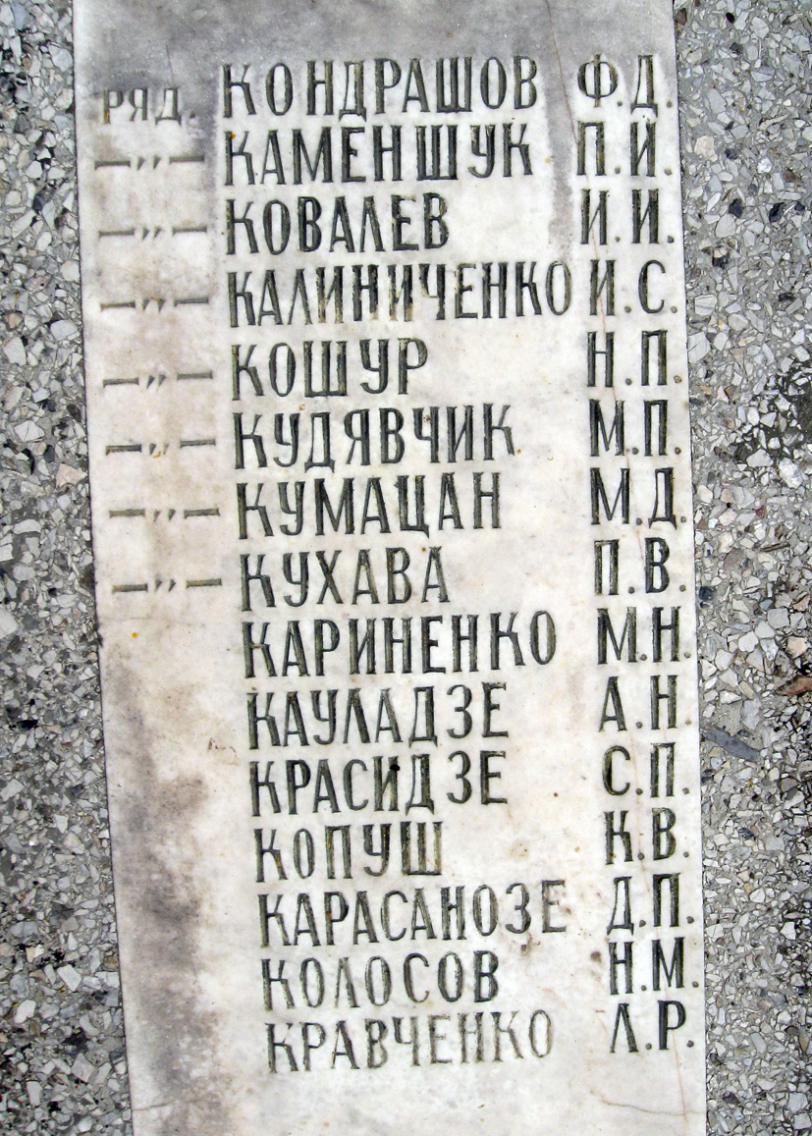 РЯД. КОНДРАШОВ Ф.Д.
—〃— КАМЕНШУК П.И.
—〃— КОВАЛЕВ И.И.
—〃— КАЛИНИЧЕНКО И.С.
—〃— КОШУР Н.П.
—〃— КУДЯВЧИК М.П.
—〃— КУМАЦАН М.Д.
—〃— КУХАВА П.В.
КАРИНЕНКО М.Н.
КАУЛАДЗЕ А.Н.
КРАСИДЗЕ С.П.
КОПУШ К.В.
КАРАСАНОЗЕ Д.П.
КОЛОСОВ Н.М.
КРАВЧЕНКО Л.Р.